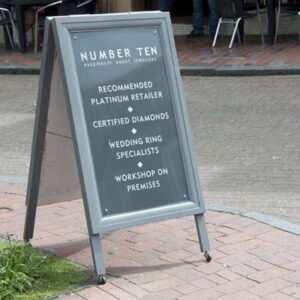 NUMBER TEN
PASSIONATE ABOUT JEWELLERY
RECOMMENDED
PLATINUM RETAILER
CERTIFIED DIAMONDS
WEDDING RING
SPECIALISTS
WORKSHOP ON
PREMISES